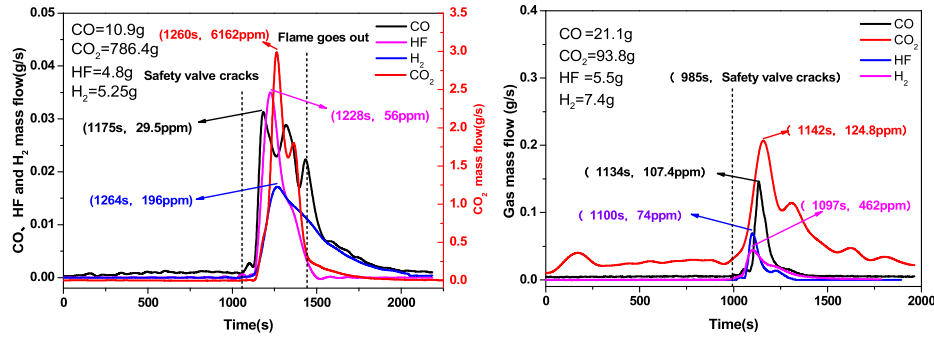 CO=10.9g
CO2=786.4g
HF=4.8g
H2=5.25g
(1260s, 6162ppm)
Flame goes out
Safety valve cracks
CO
HF
H2
CO2
(1175s, 29.5ppm)
(1228s, 56ppm)
(1264s, 196ppm)
CO, HF and H2 mass flow(g/s)
0.05
0.04
0.03
0.02
0.01
0.00
CO2 mass flow(g/s)
3.5
3.0
2.5
2.0
1.5
1.0
0.5
0.0
0
500
1000
1500
2000
Time(s)
CO=21.1g
CO2=93.8g
HF =5.5g
H2=7.4g
( 985s, Safety valve cracks)
CO
CO2
HF
H2
( 1142s, 124.8ppm)
( 1134s, 107.4ppm)
( 1100s, 74ppm)
( 1097s, 462ppm)
Gas mass flow (g/s)
0.4
0.3
0.2
0.1
0.0
0
500
1000
1500
2000
Time(s)